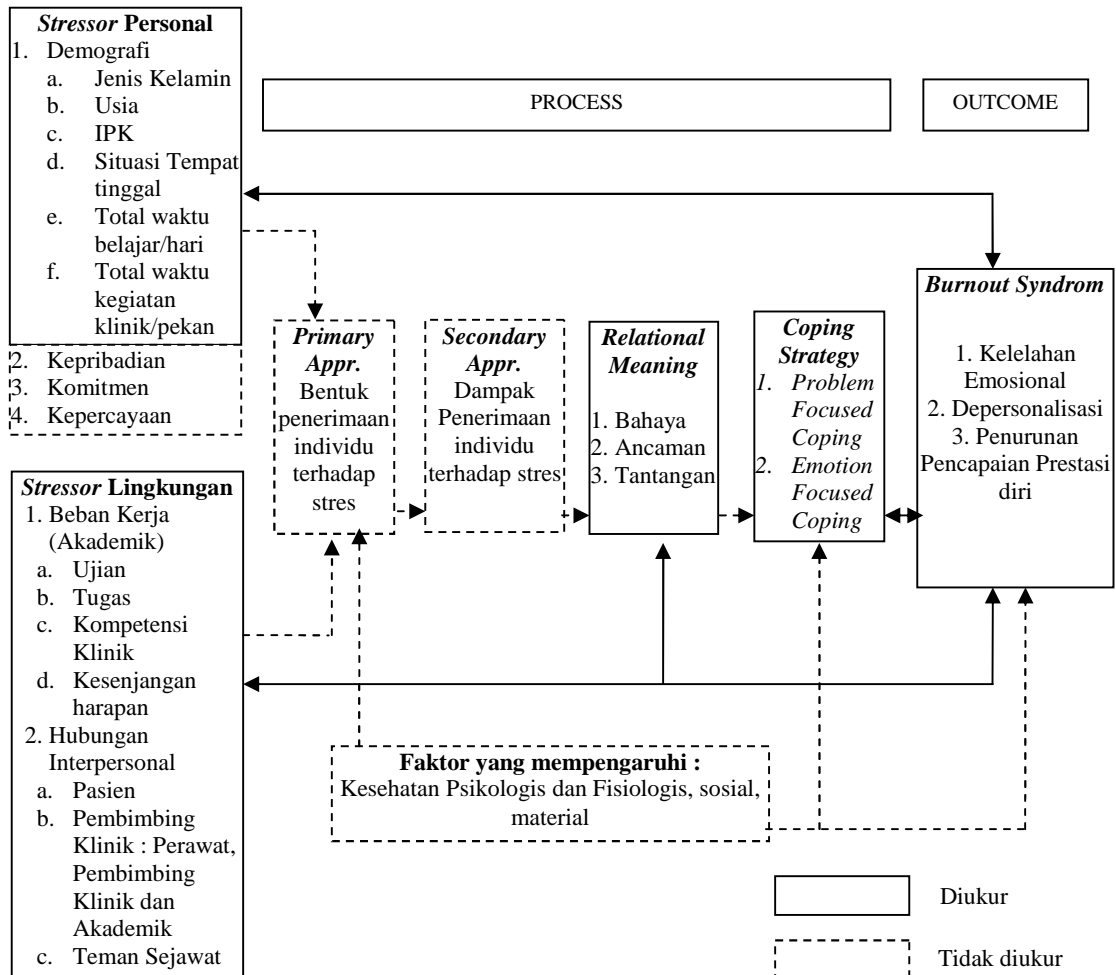 Stressor Personal
1. Demografi
a. Jenis Kelamin
b. Usia
c. IPK
d. Situasi Tempat
tinggal
e. Total waktu
belajar/hari
f. Total waktu
kegiatan
klinik/pekan
2. Kepribadian
3. Komitmen
4. Kepercayaan
Stressor Lingkungan
1. Beban Kerja
(Akademik)
a. Ujian
b. Tugas
c. Kompetensi
Klinik
d. Kesenjangan
harapan
2. Hubungan
Interpersonal
a. Pasien
b. Pembimbing
Klinik : Perawat,
Pembimbing
Klinik dan
Akademik
c. Teman Sejawat
PROCESS
OUTCOME
Primary
Appr.
Bentuk
penerimaan
individu
terhadap
stres
Secondary
Appr.
Dampak
Penerimaan
individu
terhadap stres
Relational
Meaning
1. Bahaya
2. Ancaman
3. Tantangan
Coping
Strategy
1. Problem
Focused
Coping
2. Emotion
Focused
Coping
Burnout Syndrom
1. Kelelahan
Emosional
2. Depersonalisasi
3. Penurunan
Pencapaian Prestasi
diri
Faktor yang mempengaruhi :
Kesehatan Psikologis dan Fisiologis, sosial,
material
Diukur
Tidak diukur